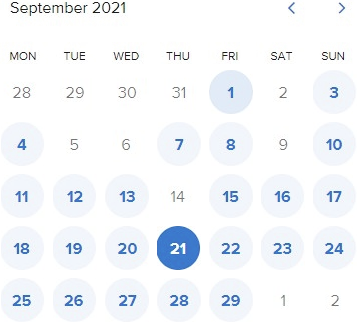 September 2021
MON TUE WED THU FRI SAT SUN
28 29 30 31 1 2 3
4 5 6 7 8 9 10
11 12 13 14 15 16 17
18 19 20 21 22 23 24
25 26 27 28 29 1 2